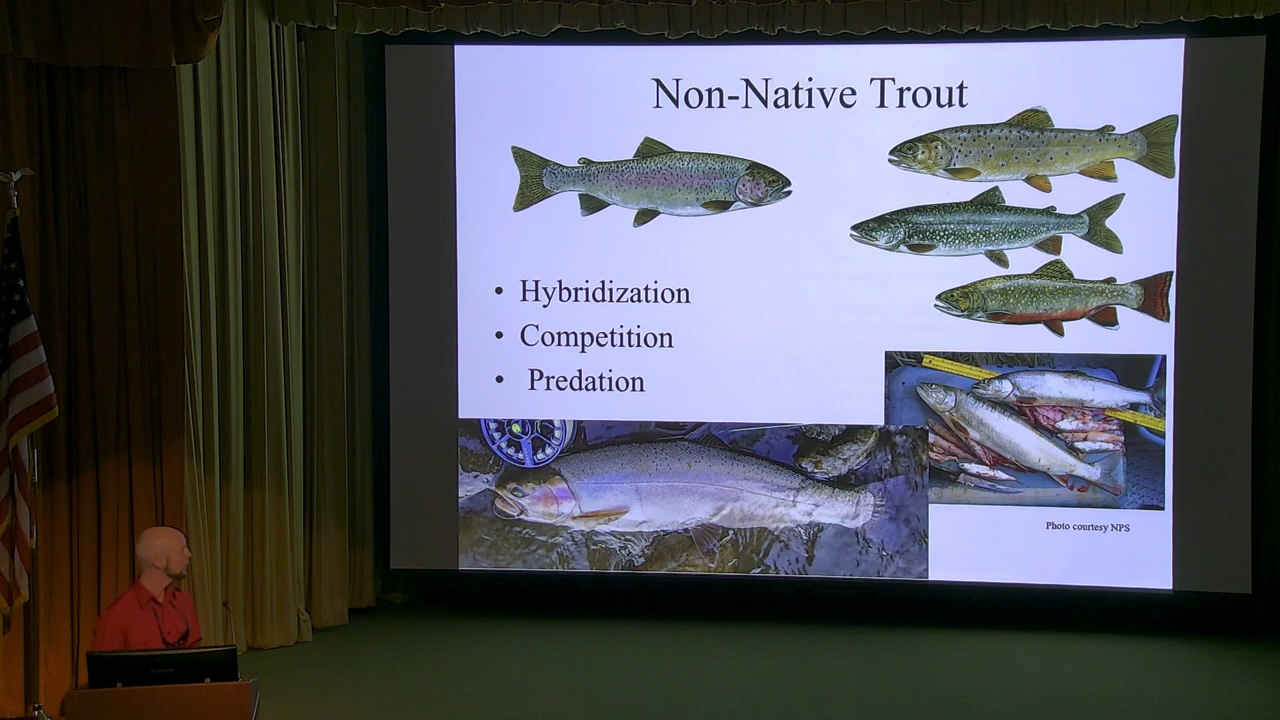 Non-Native Trout
• Hybridization
• Competition
• Predation
Photo courtesy NPS